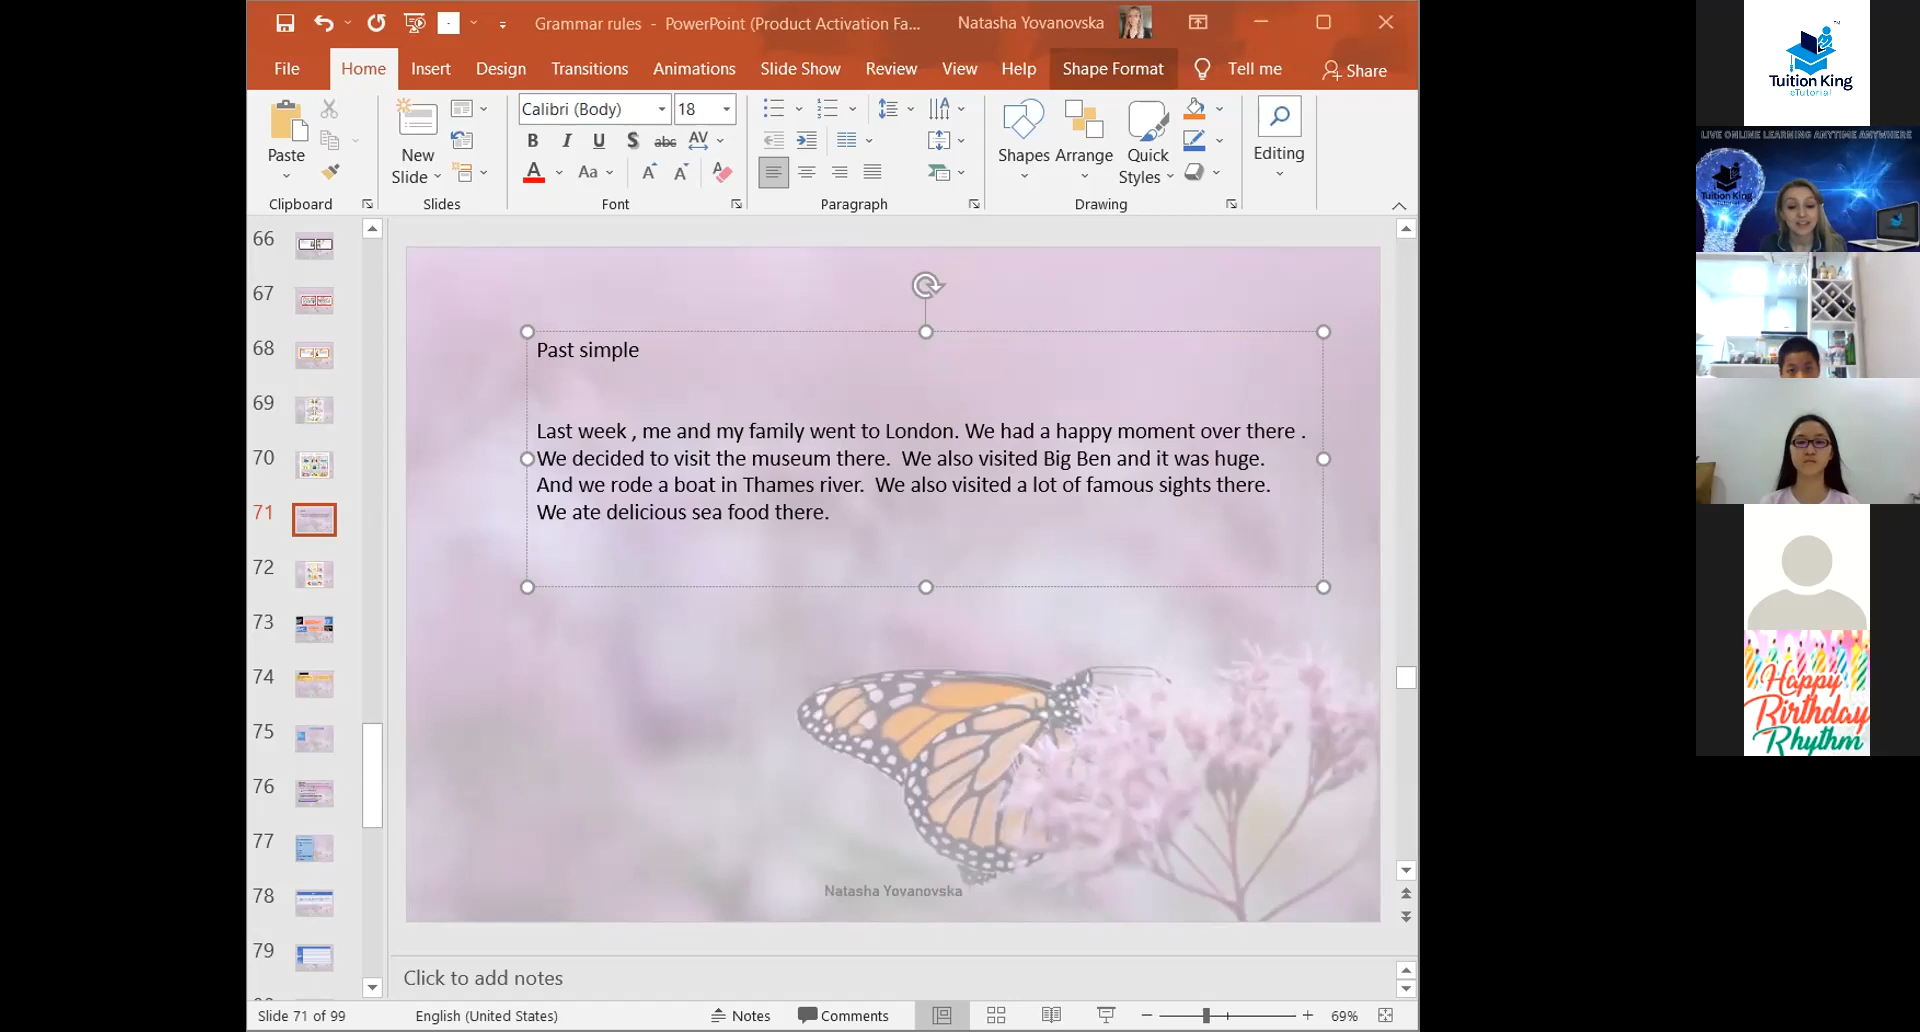 Grammar rules - PowerPoint (Product Activation Fa...
Natasha Yovanovska
File
Home
Insert
Design
Transitions
Animations
Slide Show
Review
View
Help
Shape Format
Tell me
Share
Calibri (Body)
18
Paste
New
Slide
B I U S abc AV
A Aa A A
Shapes
Arrange
Quick
Styles
Editing
Clipboard
Slides
Font
Paragraph
Drawing
66
67
68
69
70
71
72
73
74
75
76
77
78
79
Past simple
Last week , me and my family went to London. We had a happy moment over there .
We decided to visit the museum there.  We also visited Big Ben and it was huge.
And we rode a boat in Thames river.  We also visited a lot of famous sights there.
We ate delicious sea food there.
Natasha Yovanovska
Click to add notes
Slide 71 of 99
English (United States)
Notes
Comments
69%
Tuition King
eTutorial
LIVE ONLINE LEARNING ANYTIME ANYWHERE
Tuition King
Happy
Birthday
Rhythm